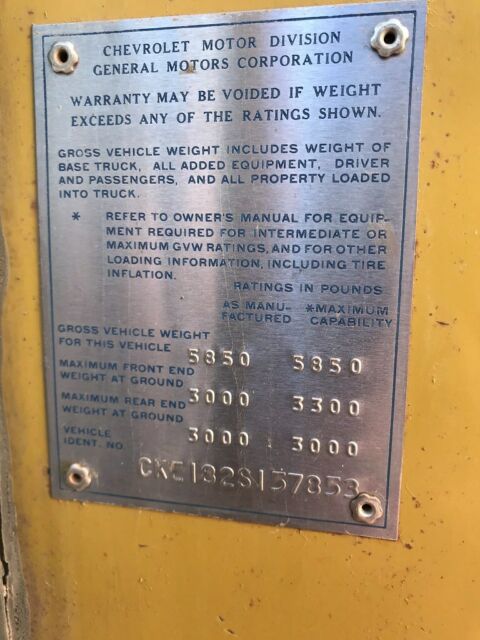 CHEVROLET MOTOR DIVISION
GENERAL MOTORS CORPORATION
WARRANTY MAY BE VOIDED IF WEIGHT
EXCEEDS ANY OF THE RATINGS SHOWN.
GROSS VEHICLE WEIGHT INCLUDES WEIGHT OF
BASE TRUCK, ALL ADDED EQUIPMENT, DRIVER
AND PASSENGERS, AND ALL PROPERTY LOADED
INTO TRUCK.
* REFER TO OWNER'S MANUAL FOR EQUIP-
MENT REQUIRED FOR INTERMEDIATE OR
MAXIMUM GVW RATINGS, AND FOR OTHER
LOADING INFORMATION, INCLUDING TIRE
INFLATION.
RATINGS IN POUNDS
AS MANU- *MAXIMUM
FACTURED CAPABILITY
GROSS VEHICLE WEIGHT
FOR THIS VEHICLE 5850 5850
MAXIMUM FRONT END
WEIGHT AT GROUND 3000 3300
MAXIMUM REAR END
WEIGHT AT GROUND 3000 3000
VEHICLE
IDENT. NO.
CKE182S157853